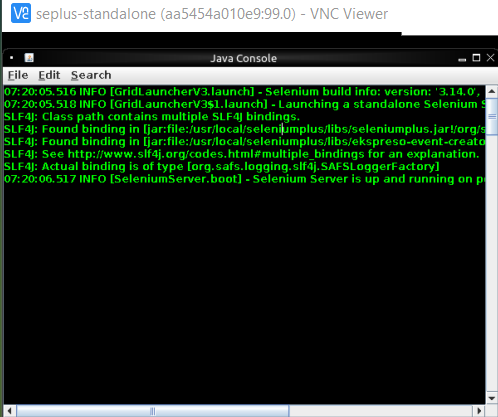 V2 seplus-standalone (aa5454a010e9:99.0) - VNC Viewer
Java Console
File Edit Search
07:20:05.516 INFO [GridLauncherV3.launch] - Selenium build info: version: '3.14.0',
07:20:05.518 INFO [GridLauncherV3$1.launch] - Launching a standalone Selenium S
SLF4J: Class path contains multiple SLF4J bindings.
SLF4J: Found binding in [jar:file:/usr/local/seleniumplus/libs/seleniumplus.jar!/org/s
SLF4J: Found binding in [jar:file:/usr/local/seleniumplus/libs/ekspreso-event-creato
SLF4J: See http://www.slf4j.org/codes.html#multiple_bindings for an explanation.
SLF4J: Actual binding is of type [org.safs.logging.slf4j.SAFSLoggerFactory]
07:20:06.517 INFO [SeleniumServer.boot] - Selenium Server is up and running on po